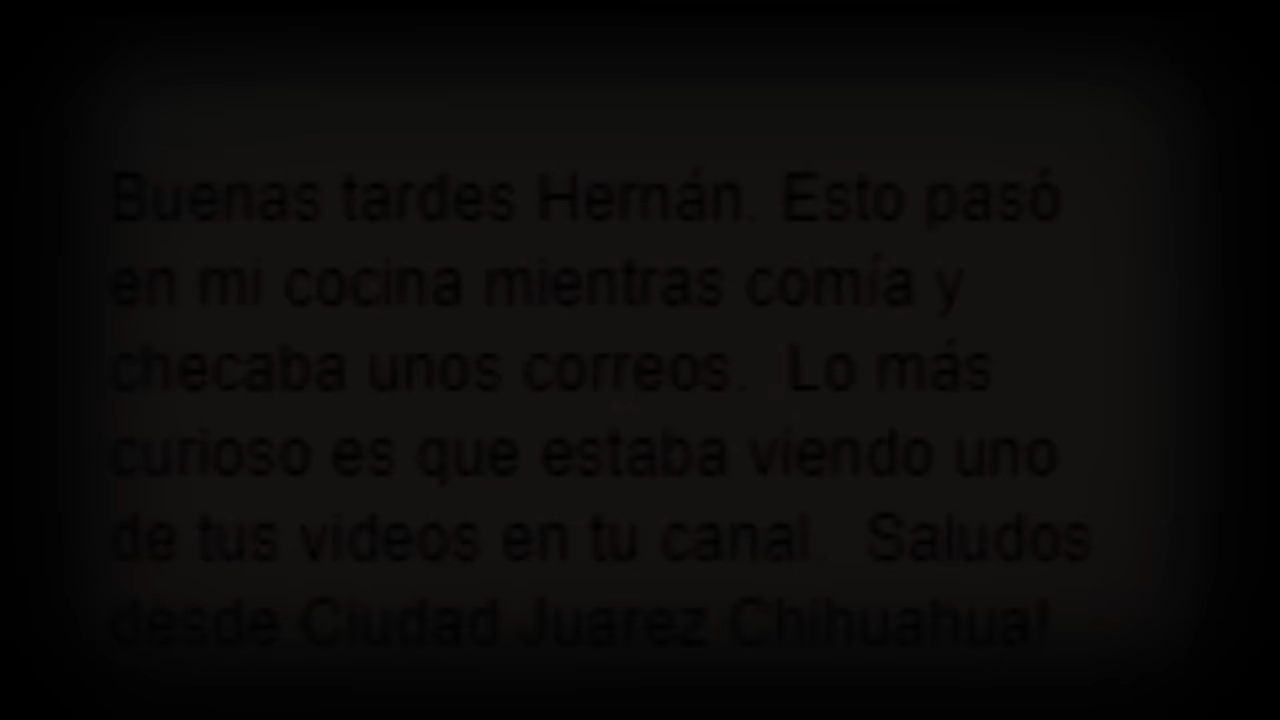 Buenas tardes Hernán. Esto pasó
en mi cocina mientras comía y
checaba unos correos. Lo más
curioso es que estaba viendo uno
de tus videos en tu canal. Saludos
desde Ciudad Juarez Chihuahua!